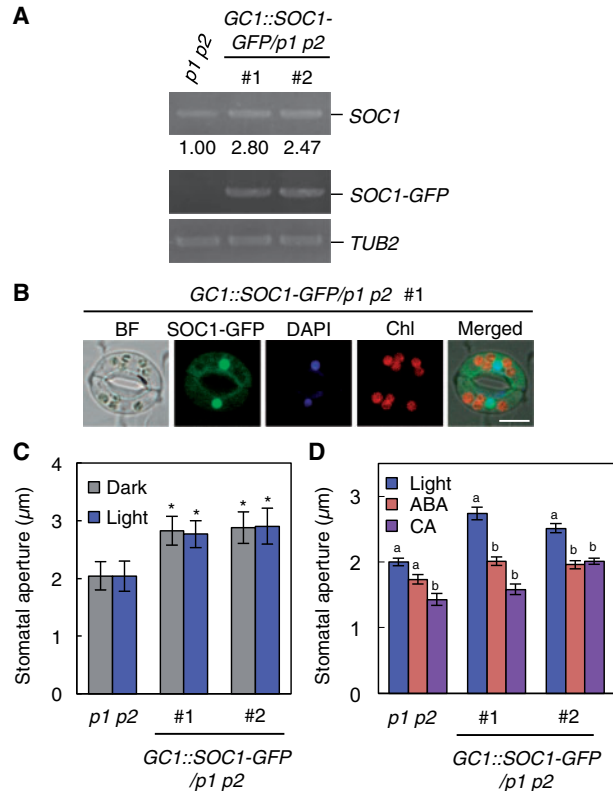 A
GC1::SOC1-
GFP/p1 p2
p1 p2
#1 #2
SOC1
1.00 2.80 2.47
SOC1-GFP
TUB2
B
GC1::SOC1-GFP/p1 p2 #1
BF SOC1-GFP DAPI Chl Merged
C
Stomatal aperture (μm)
4
3
2
1
0
Dark
Light
* * * *
p1 p2 #1 #2
GC1::SOC1-GFP
/p1 p2
D
Stomatal aperture (μm)
3
2
1
0
Light
ABA
CA
a a b a b b a b b
p1 p2 #1 #2
GC1::SOC1-GFP
/p1 p2